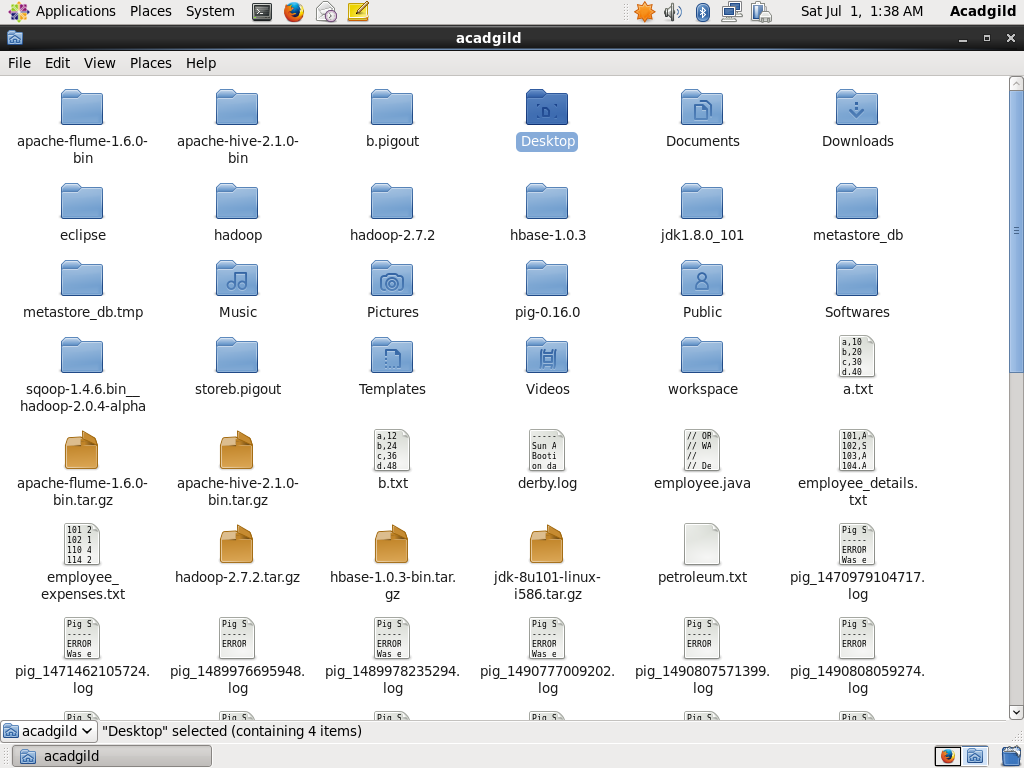 Applications Places System Sat Jul 1, 1:38 AM Acadgild
acadgild
File Edit View Places Help
apache-flume-1.6.0-
bin
apache-hive-2.1.0-
bin
b.pigout
Desktop
Documents
Downloads
eclipse
hadoop
hadoop-2.7.2
hbase-1.0.3
jdk1.8.0_101
metastore_db
metastore_db.tmp
Music
Pictures
pig-0.16.0
Public
Softwares
sqoop-1.4.6.bin__
hadoop-2.0.4-alpha
storeb.pigout
Templates
Videos
workspace
a,10
b,20
c,30
d.40
a.txt
apache-flume-1.6.0-
bin.tar.gz
apache-hive-2.1.0-
bin.tar.gz
a,12
b,24
c,36
d.48
b.txt
-----
Sun A
Booti
on da
derby.log
// OR
// WA
//
// De
employee.java
101,A
102,S
103,A
104.A
employee_details.
txt
101 2
102 1
110 4
114 2
employee_
expenses.txt
hadoop-2.7.2.tar.gz
hbase-1.0.3-bin.tar.
gz
jdk-8u101-linux-
i586.tar.gz
petroleum.txt
Pig S
-----
ERROR
Was e
pig_1470979104717.
log
Pig S
-----
ERROR
Was e
pig_1471462105724.
log
Pig S
-----
ERROR
pig_1489976695948.
log
Pig S
-----
ERROR
Was e
pig_1489978235294.
log
Pig S
-----
ERROR
Was e
pig_1490777009202.
log
Pig S
-----
ERROR
pig_1490807571399.
log
Pig S
-----
ERROR
pig_1490808059274.
log
Pig S
Pig S
Pig S
Pig S
Pig S
Pig S
acadgild "Desktop" selected (containing 4 items)
acadgild